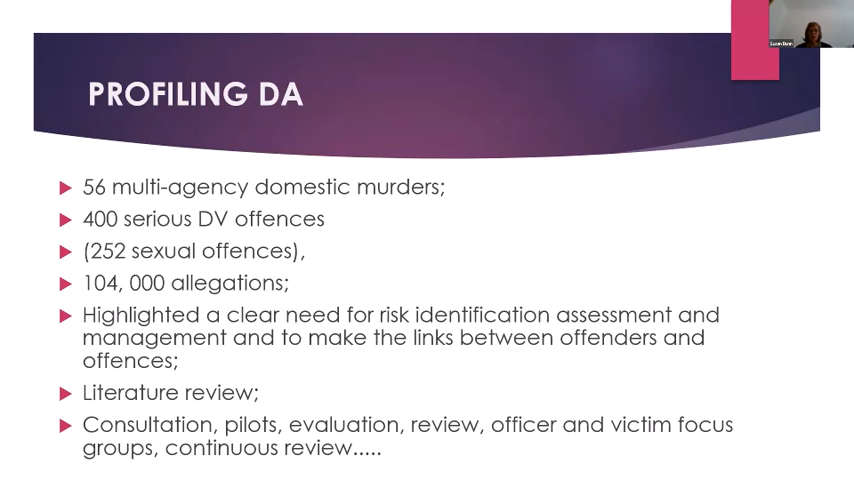 PROFILING DA
56 multi-agency domestic murders;
400 serious DV offences
(252 sexual offences),
104, 000 allegations;
Highlighted a clear need for risk identification assessment and
management and to make the links between offenders and
offences;
Literature review;
Consultation, pilots, evaluation, review, officer and victim focus
groups, continuous review.....